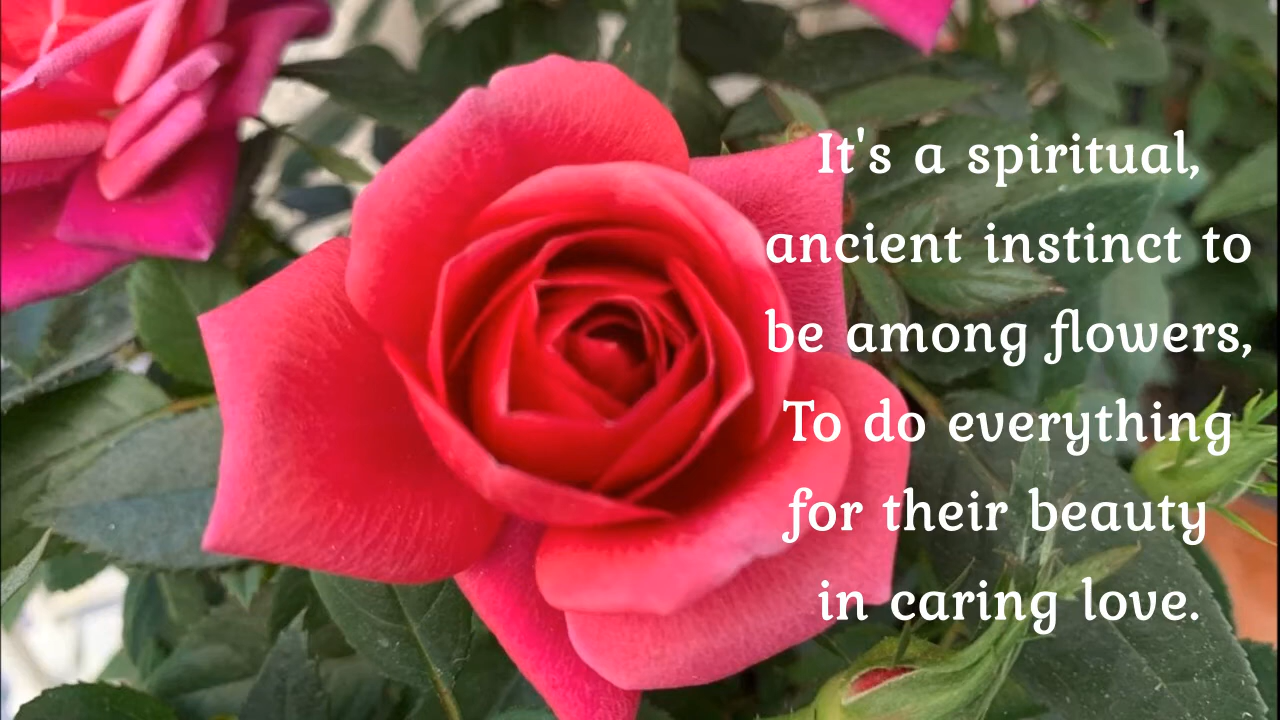 It's a spiritual,
ancient instinct to
be among flowers,
To do everything
for their beauty
in caring love.